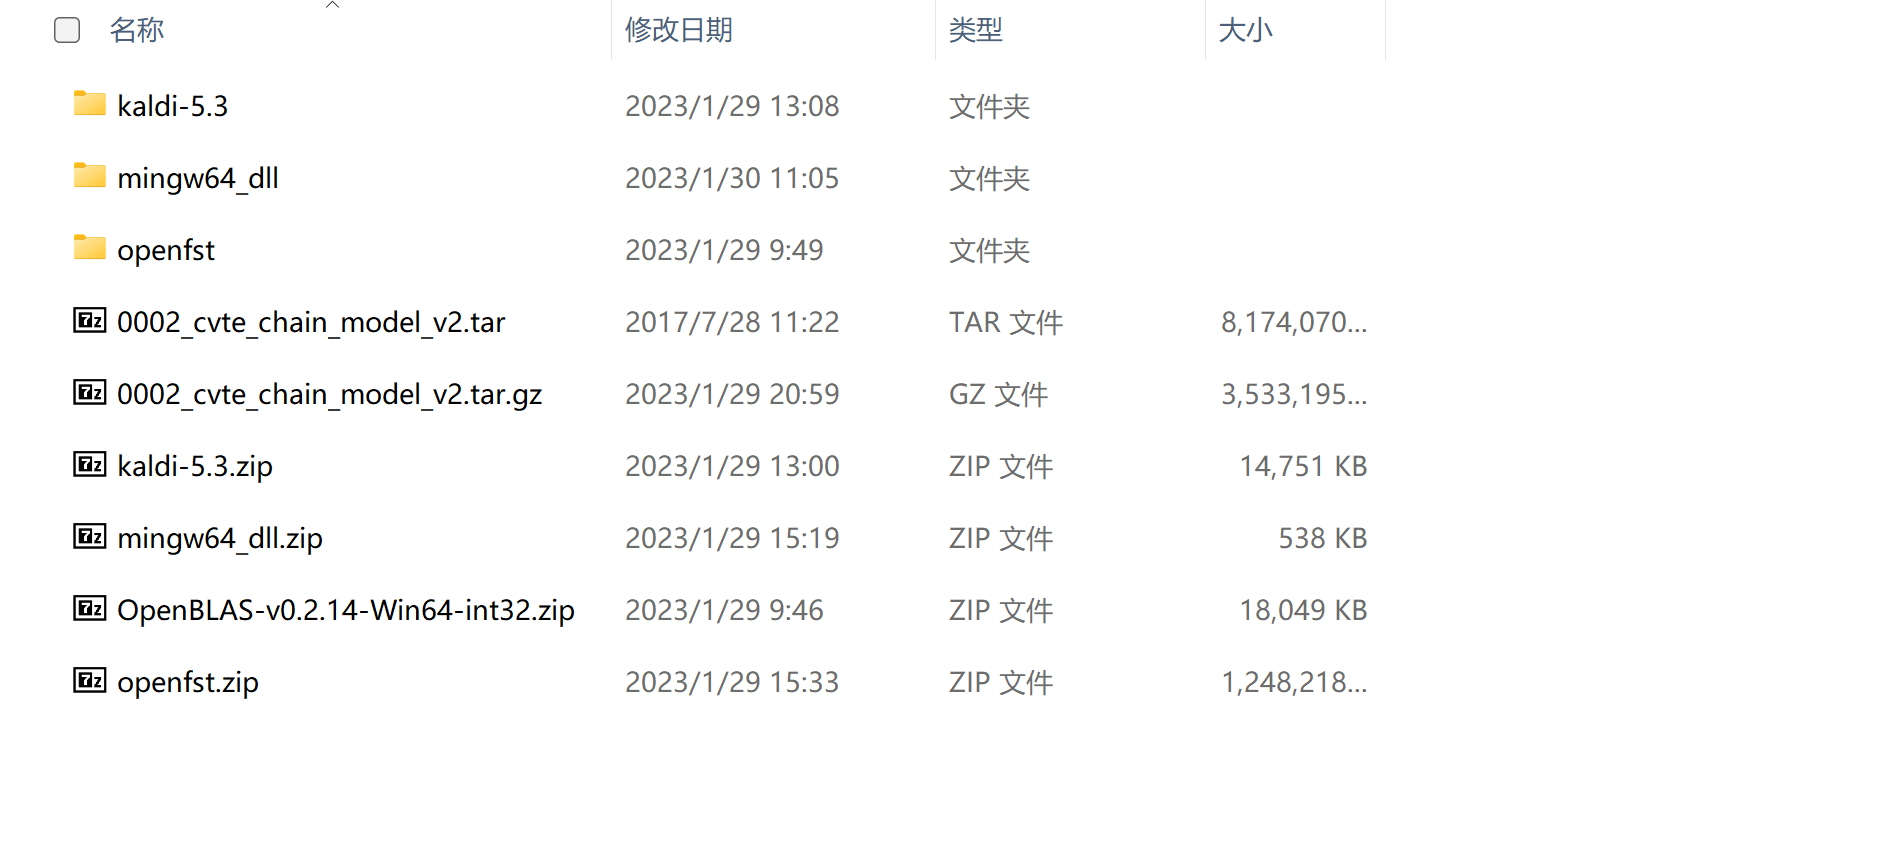 名称 修改日期 类型 大小
kaldi-5.3 2023/1/29 13:08 文件夹
mingw64_dll 2023/1/30 11:05 文件夹
openfst 2023/1/29 9:49 文件夹
0002_cvte_chain_model_v2.tar 2017/7/28 11:22 TAR 文件 8,174,070...
0002_cvte_chain_model_v2.tar.gz 2023/1/29 20:59 GZ 文件 3,533,195...
kaldi-5.3.zip 2023/1/29 13:00 ZIP 文件 14,751 KB
mingw64_dll.zip 2023/1/29 15:19 ZIP 文件 538 KB
OpenBLAS-v0.2.14-Win64-int32.zip 2023/1/29 9:46 ZIP 文件 18,049 KB
openfst.zip 2023/1/29 15:33 ZIP 文件 1,248,218...